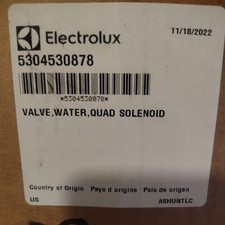 Electrolux
11/18/2022
5304530878
*5304530878*
VALVE,WATER,QUAD SOLENOID
Country of Origin Pays d origine Pais de origen
US
ASHUNTLC